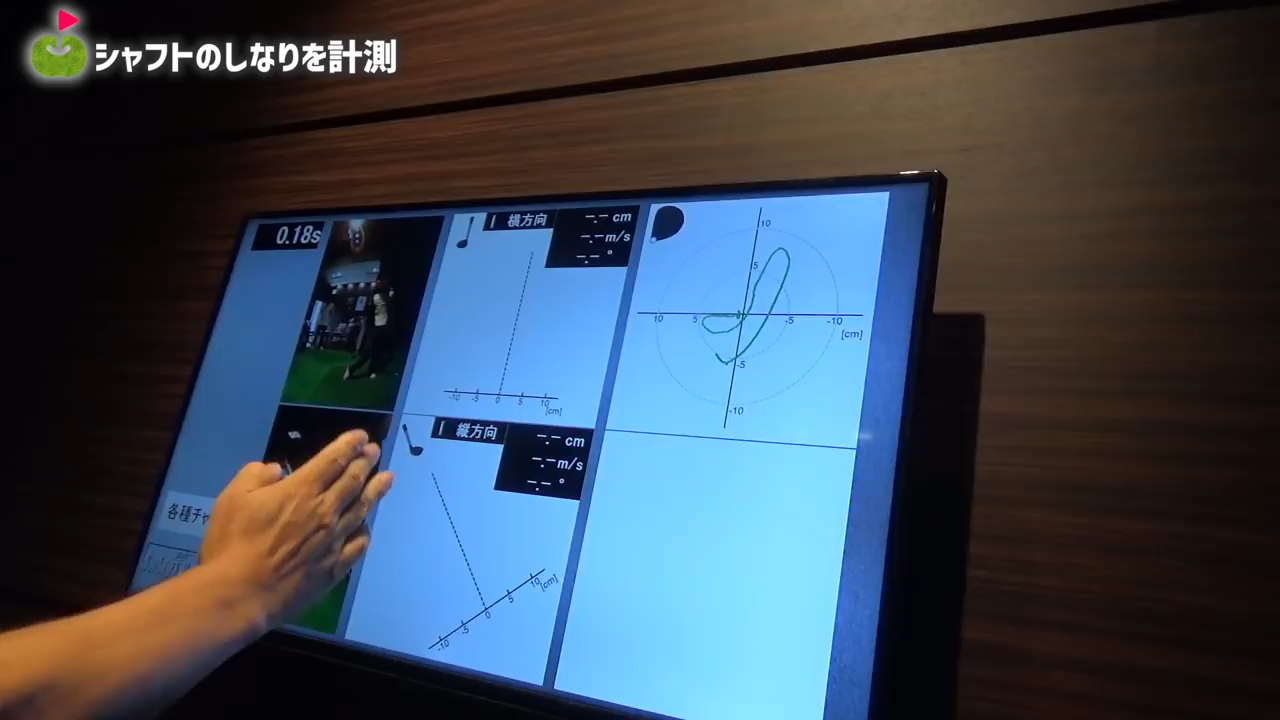 シャフトのしなりを計測
0.18s
横方向
-.- cm
-.- m/s
-.- °
-10 -5 0 5 10
[cm]
縦方向
-.- cm
-.- m/s
-.- °
-10 -5 0 5 10
[cm]
10
5
10 5 -5 -10
[cm]
-5
-10
各種チャ